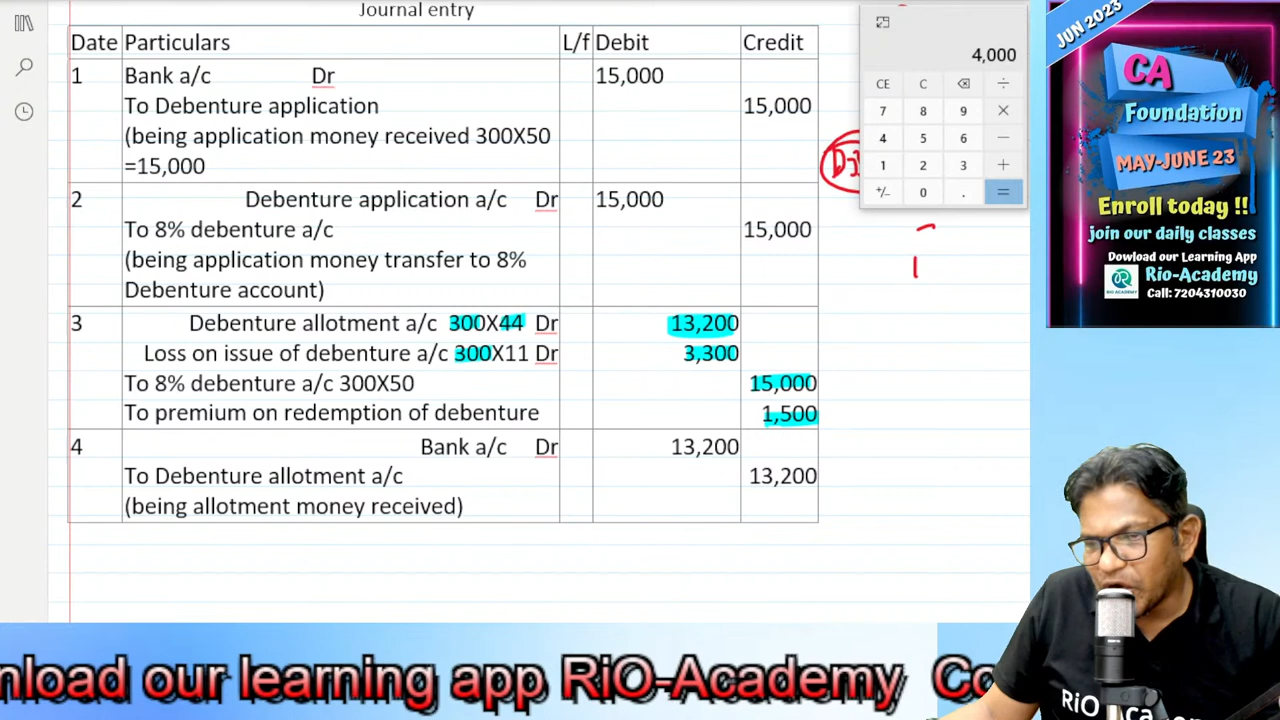 Journal entry
Date Particulars L/f Debit Credit
1 Bank a/c Dr 15,000
To Debenture application 15,000
(being application money received 300X50
=15,000
2 Debenture application a/c Dr 15,000
To 8% debenture a/c 15,000
(being application money transfer to 8%
Debenture account)
3 Debenture allotment a/c 300X44 Dr 13,200
Loss on issue of debenture a/c 300X11 Dr 3,300
To 8% debenture a/c 300X50 15,000
To premium on redemption of debenture 1,500
4 Bank a/c Dr 13,200
To Debenture allotment a/c 13,200
(being allotment money received)
4,000
CE C ⌫ ÷
7 8 9 ×
4 5 6 −
1 2 3 +
+/− 0 . =
JUN 2023
CA
Foundation
MAY-JUNE 23
Enroll today !!
join our daily classes
Dowload our Learning App
RIO ACADEMY
Rio-Academy
Call: 7204310030
nload our learning app RiO-Academy Co
RiO Aca